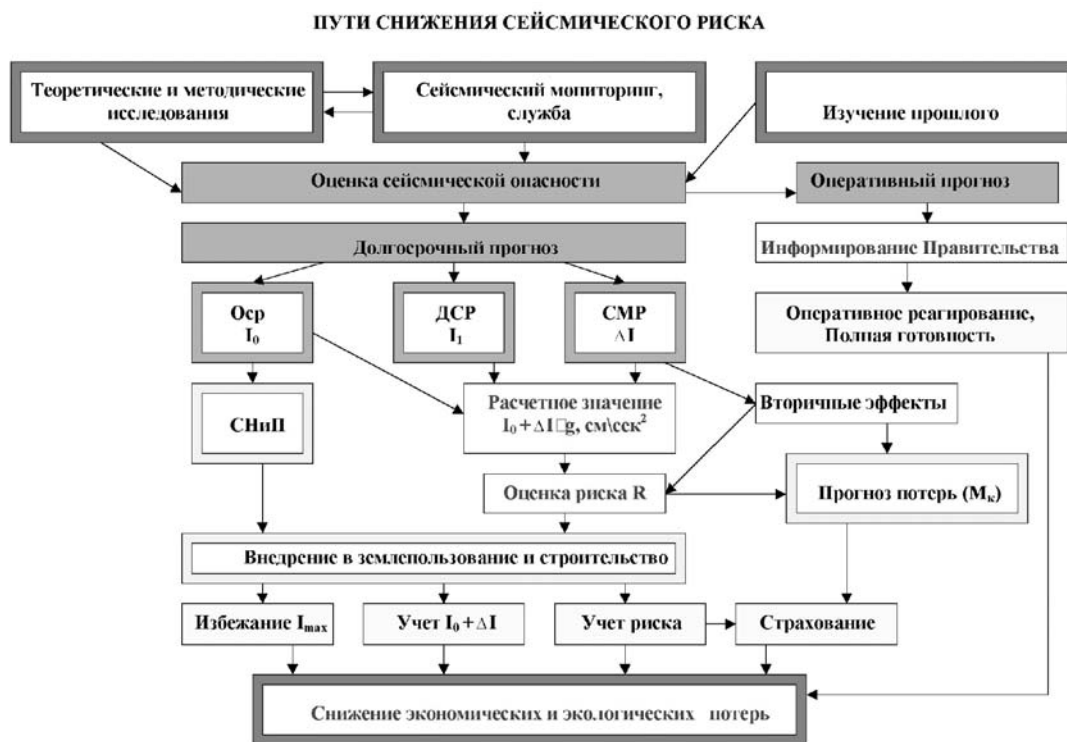 ПУТИ СНИЖЕНИЯ СЕЙСМИЧЕСКОГО РИСКА
Теоретические и методические
исследования
Сейсмический мониторинг,
служба
Изучение прошлого
Оценка сейсмической опасности
Оперативный прогноз
Долгосрочный прогноз
Информирование Правительства
Оср
I₀
ДСР
I₁
СМР
ΔI
Оперативное реагирование,
Полная готовность
СНиП
Расчетное значение
I₀ + ΔI□g, см\сек²
Вторичные эффекты
Оценка риска R
Прогноз потерь (Мк)
Внедрение в землепользование и строительство
Избежание Imax
Учет I₀ + ΔI
Учет риска
Страхование
Снижение экономических и экологических потерь